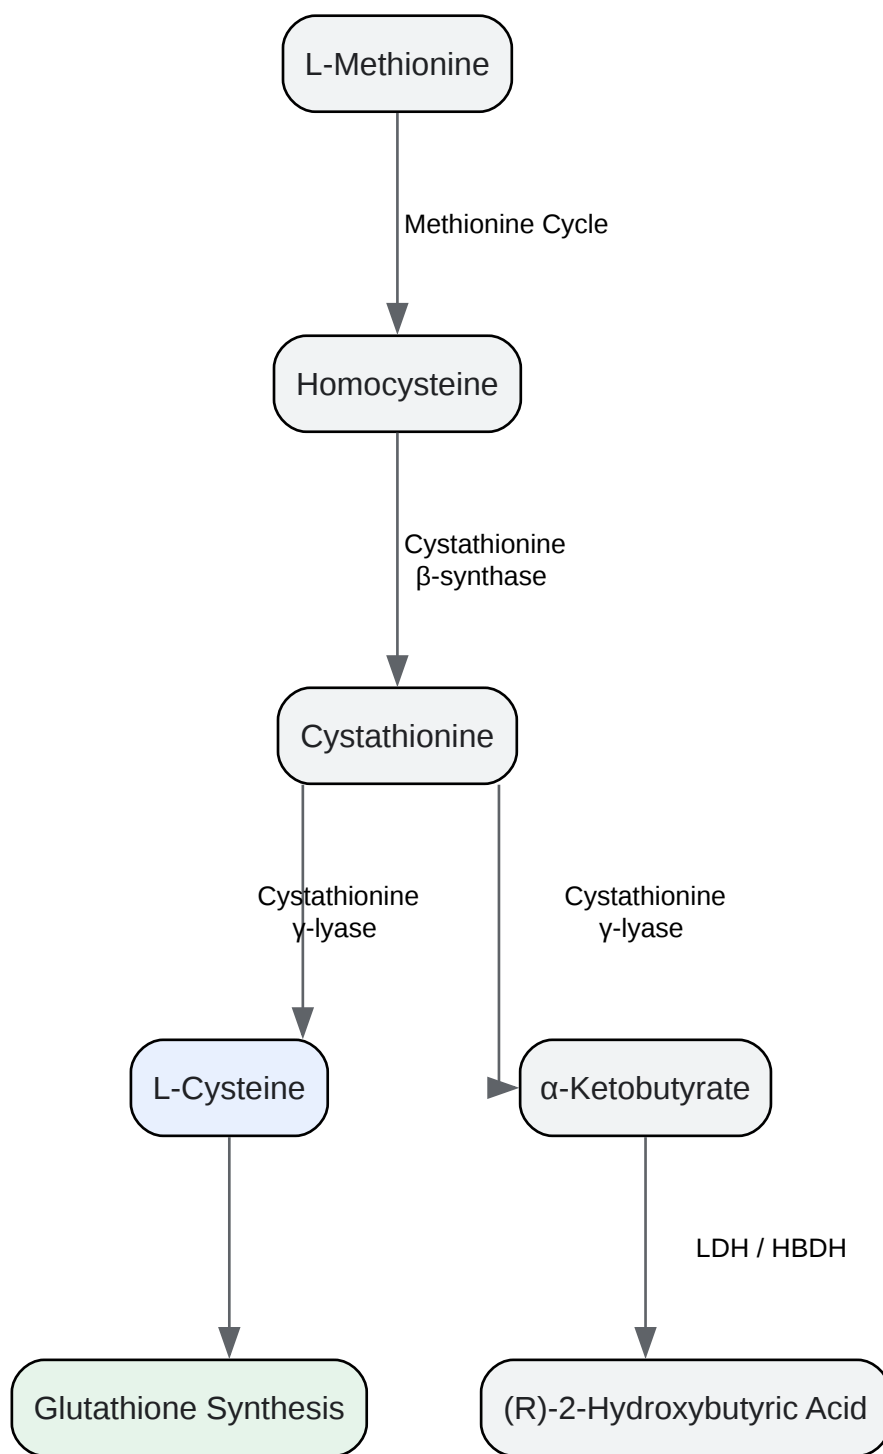 L-Methionine
Methionine Cycle
Homocysteine
Cystathionine
β-synthase
Cystathionine
Cystathionine
γ-lyase
Cystathionine
γ-lyase
L-Cysteine
α-Ketobutyrate
LDH / HBDH
Glutathione Synthesis
(R)-2-Hydroxybutyric Acid